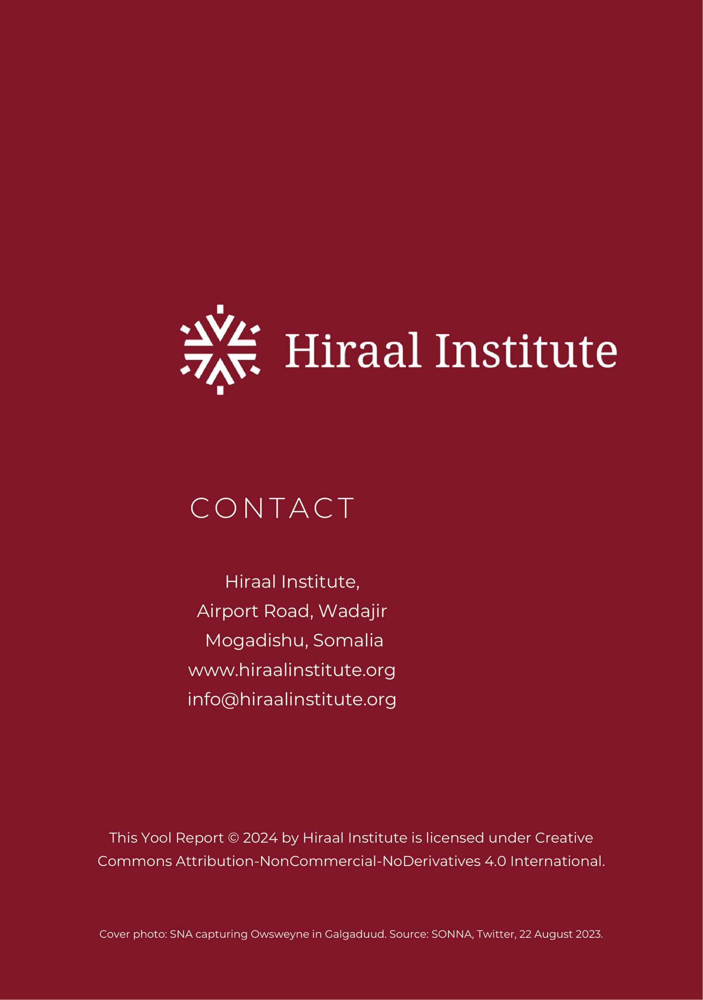 Hiraal Institute
CONTACT
Hiraal Institute,
Airport Road, Wadajir
Mogadishu, Somalia
www.hiraalinstitute.org
info@hiraalinstitute.org
This Yool Report © 2024 by Hiraal Institute is licensed under Creative
Commons Attribution-NonCommercial-NoDerivatives 4.0 International.
Cover photo: SNA capturing Owsweyne in Galgaduud. Source: SONNA, Twitter, 22 August 2023.